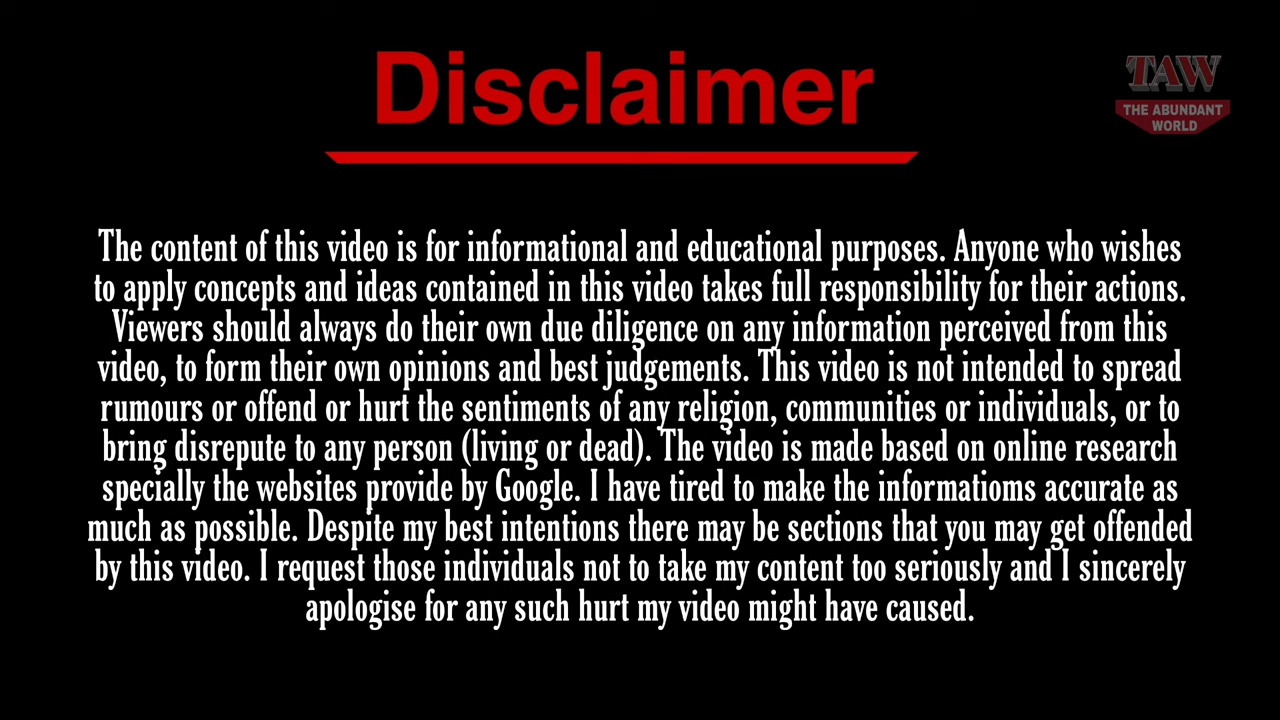 Disclaimer
TAW
THE ABUNDANT
WORLD
The content of this video is for informational and educational purposes. Anyone who wishes
to apply concepts and ideas contained in this video takes full responsibility for their actions.
Viewers should always do their own due diligence on any information perceived from this
video, to form their own opinions and best judgements. This video is not intended to spread
rumours or offend or hurt the sentiments of any religion, communities or individuals, or to
bring disrepute to any person (living or dead). The video is made based on online research
specially the websites provide by Google. I have tired to make the informatioms accurate as
much as possible. Despite my best intentions there may be sections that you may get offended
by this video. I request those individuals not to take my content too seriously and I sincerely
apologise for any such hurt my video might have caused.